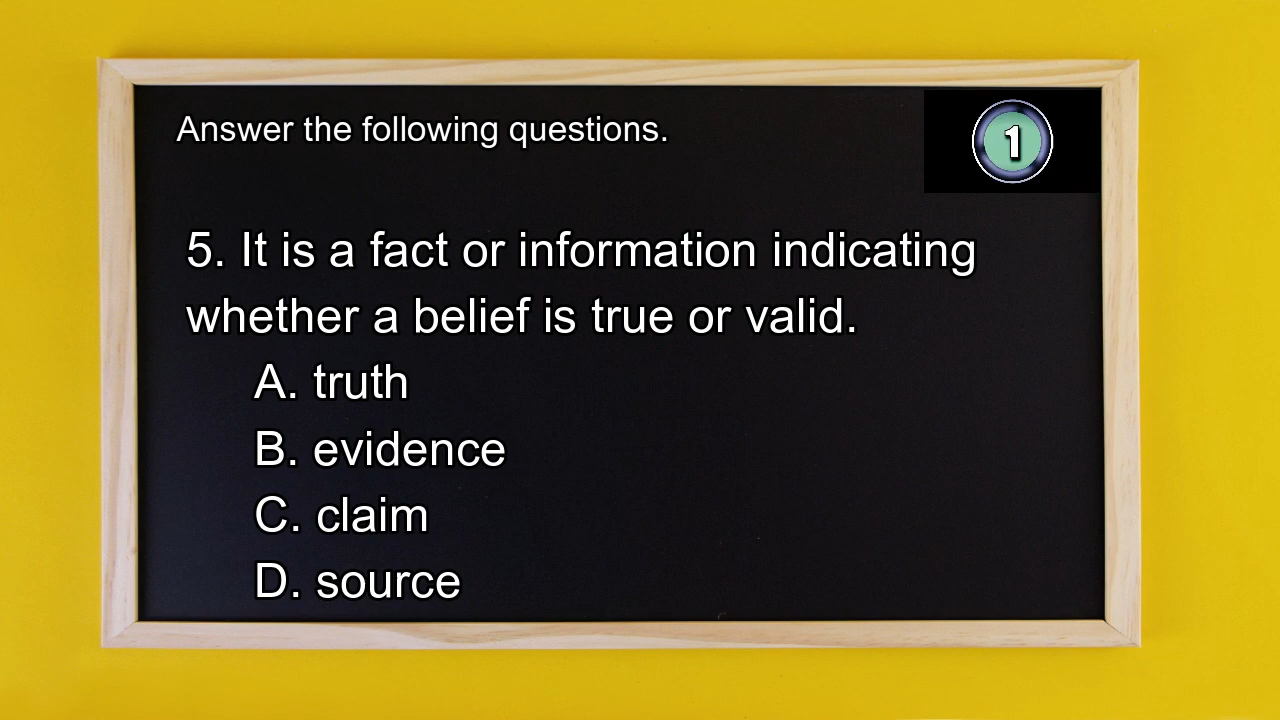 Answer the following questions.
1
5. It is a fact or information indicating
whether a belief is true or valid.
A. truth
B. evidence
C. claim
D. source